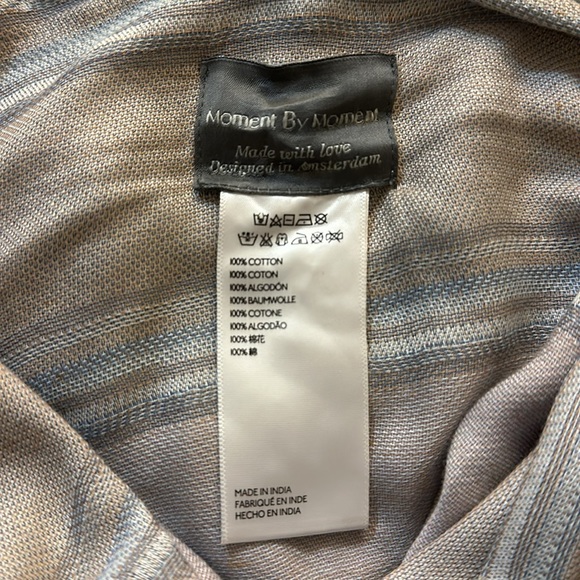 Moment By Moment
Made with love
Designed in Amsterdam
100% COTTON
100% COTON
100% ALGODÓN
100% BAUMWOLLE
100% COTONE
100% ALGODÃO
100% 棉花
100% 綿
MADE IN INDIA
FABRIQUÉ EN INDE
HECHO EN INDIA